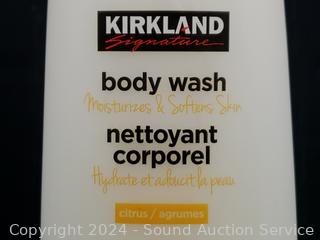 KIRKLAND
Signature
body wash
Moisturizes & Softens Skin
nettoyant
corporel
Hydrate et adoucit la peau
citrus / agrumes
Copyright © 2024 - Sound Auction Service